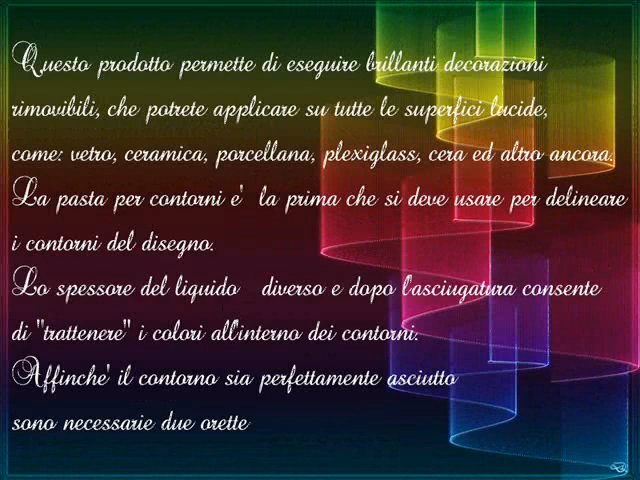 Questo prodotto permette di eseguire brillanti decorazioni
rimovibili, che potrete applicare su tutte le superfici lucide,
come: vetro, ceramica, porcellana, plexiglass, cera ed altro ancora.
La pasta per contorni e' la prima che si deve usare per delineare
i contorni del disegno.
Lo spessore del liquido diverso e dopo l'asciugatura consente
di "trattenere" i colori all'interno dei contorni.
Affinche' il contorno sia perfettamente asciutto
sono necessarie due orette